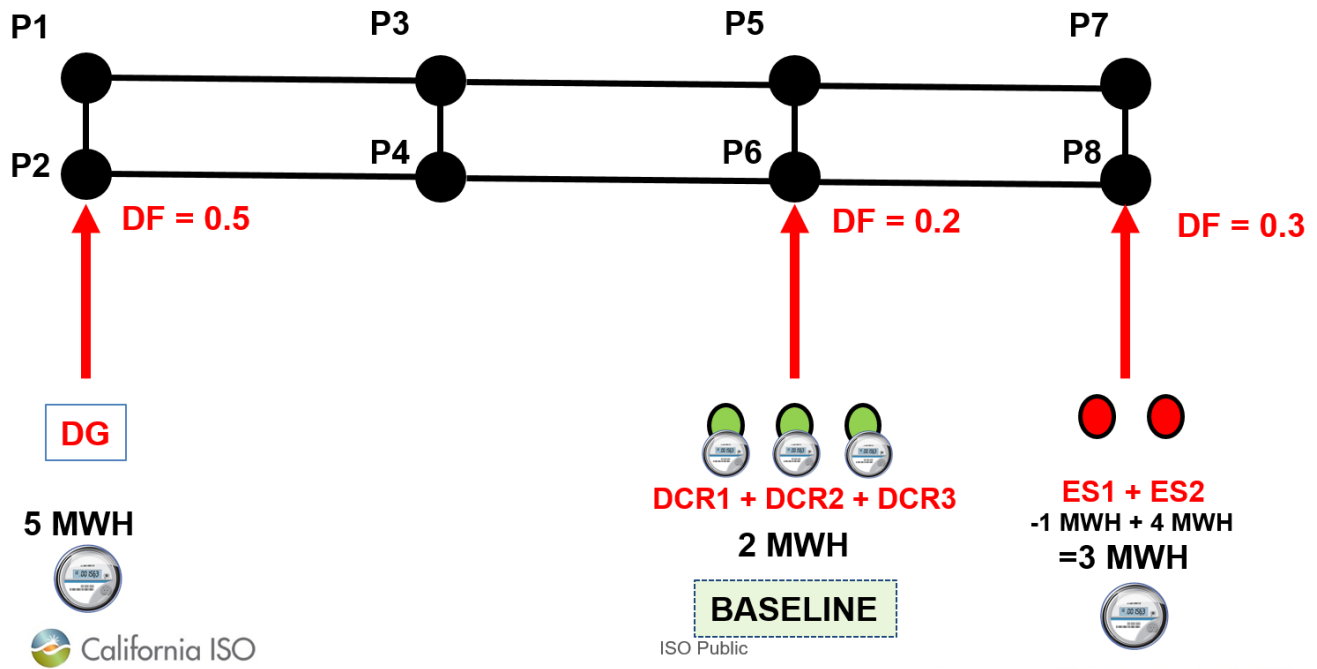 P1
P3
P5
P7
P2
P4
P6
P8
DF = 0.5
DF = 0.2
DF = 0.3
DG
DCR1 + DCR2 + DCR3
ES1 + ES2
5 MWH
2 MWH
-1 MWH + 4 MWH
=3 MWH
BASELINE
California ISO
ISO Public